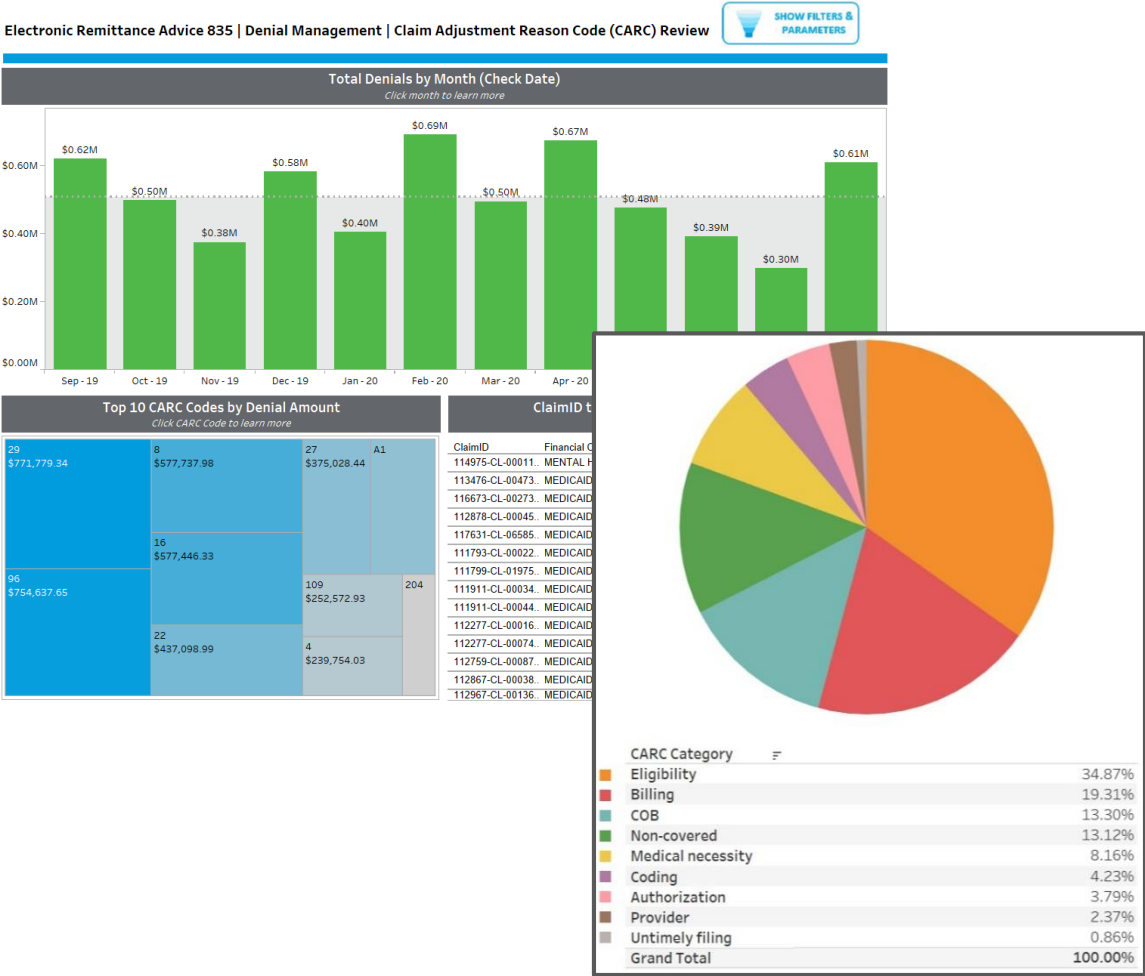 Electronic Remittance Advice 835 | Denial Management | Claim Adjustment Reason Code (CARC) Review
SHOW FILTERS &
PARAMETERS
Total Denials by Month (Check Date)
Click month to learn more
$0.60M
$0.40M
$0.20M
$0.00M
$0.62M
$0.50M
$0.38M
$0.58M
$0.40M
$0.69M
$0.50M
$0.67M
$0.48M
$0.39M
$0.30M
$0.61M
Sep - 19
Oct - 19
Nov - 19
Dec - 19
Jan - 20
Feb - 20
Mar - 20
Apr - 20
Top 10 CARC Codes by Denial Amount
Click CARC Code to learn more
29
$771,779.34
96
$754,637.65
8
$577,737.98
16
$577,446.33
22
$437,098.99
27
$375,028.44
A1
109
$252,572.93
4
$239,754.03
204
ClaimID t
ClaimID Financial C
114975-CL-00011.. MENTAL H
113476-CL-00473.. MEDICAID
116673-CL-00273.. MEDICAID
112878-CL-00045.. MEDICAID
117631-CL-06585.. MEDICAID
111793-CL-00022.. MEDICAID
111799-CL-01975.. MEDICAID
111911-CL-00034.. MEDICAID
111911-CL-00044.. MEDICAID
112277-CL-00016.. MEDICAID
112277-CL-00074.. MEDICAID
112759-CL-00087.. MEDICAID
112867-CL-00038.. MEDICAID
112967-CL-00136.. MEDICAID
CARC Category
Eligibility 34.87%
Billing 19.31%
COB 13.30%
Non-covered 13.12%
Medical necessity 8.16%
Coding 4.23%
Authorization 3.79%
Provider 2.37%
Untimely filing 0.86%
Grand Total 100.00%